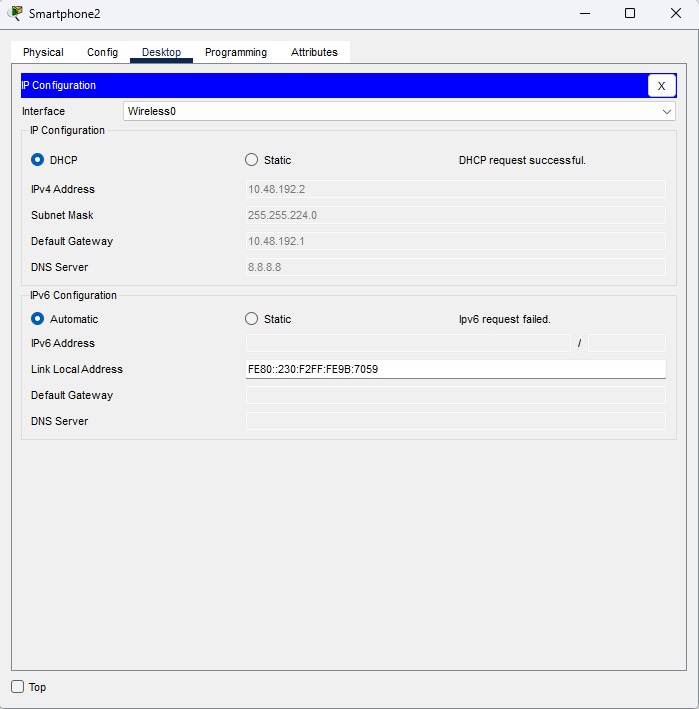 Smartphone2
Physical Config Desktop Programming Attributes
IP Configuration X
Interface Wireless0
IP Configuration
DHCP Static DHCP request successful.
IPv4 Address 10.48.192.2
Subnet Mask 255.255.224.0
Default Gateway 10.48.192.1
DNS Server 8.8.8.8
IPv6 Configuration
Automatic Static Ipv6 request failed.
IPv6 Address /
Link Local Address FE80::230:F2FF:FE9B:7059
Default Gateway
DNS Server
Top